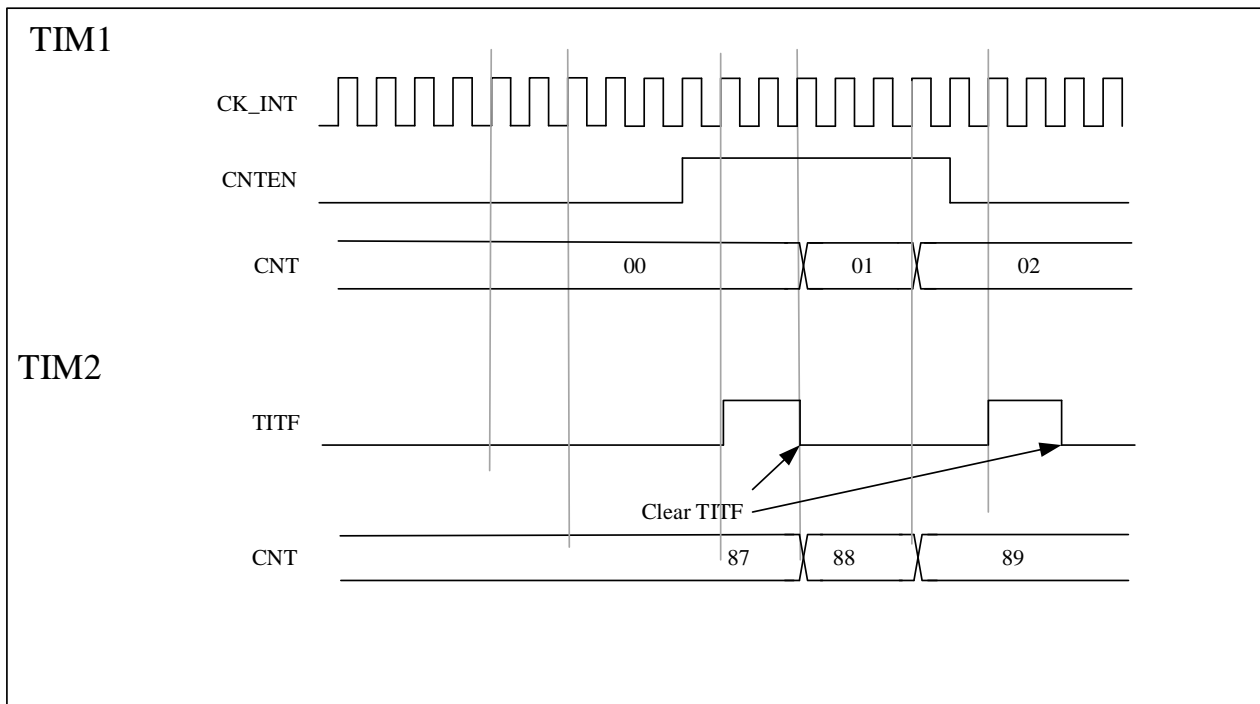 TIM1
CK_INT
CNTEN
CNT
00
01
02
TIM2
TITF
Clear TITF
CNT
87
88
89